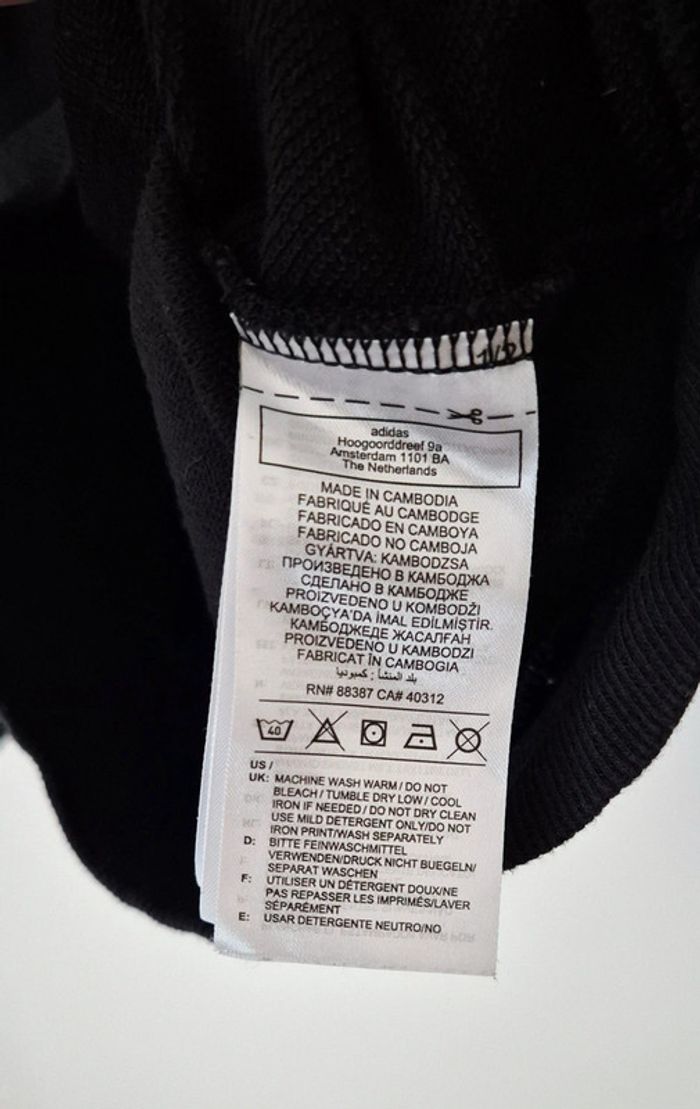 adidas
Hoogoorddreef 9a
Amsterdam 1101 BA
The Netherlands
MADE IN CAMBODIA
FABRIQUÉ AU CAMBODGE
FABRICADO EN CAMBOYA
FABRICADO NO CAMBOJA
GYÁRTVA: KAMBODZSA
ПРОИЗВЕДЕНО В КАМБОДЖА
СДЕЛАНО В КАМБОДЖЕ
PROIZVEDENO U KOMBODŽI
KAMBOÇYA'DA İMAL EDİLMİŞTİR.
КАМБОДЖЕДЕ ЖАСАЛҒАН
PROIZVEDENO U KAMBODZI
FABRICAT ÎN CAMBOGIA
بلد المنشأ : كمبوديا
RN# 88387 CA# 40312
40
US /
UK: MACHINE WASH WARM / DO NOT
BLEACH / TUMBLE DRY LOW / COOL
IRON IF NEEDED / DO NOT DRY CLEAN
USE MILD DETERGENT ONLY/DO NOT
IRON PRINT/WASH SEPARATELY
D: BITTE FEINWASCHMITTEL
VERWENDEN/DRUCK NICHT BUEGELN/
SEPARAT WASCHEN
F: UTILISER UN DÉTERGENT DOUX/NE
PAS REPASSER LES IMPRIMÉS/LAVER
SÉPARÉMENT
E: USAR DETERGENTE NEUTRO/NO